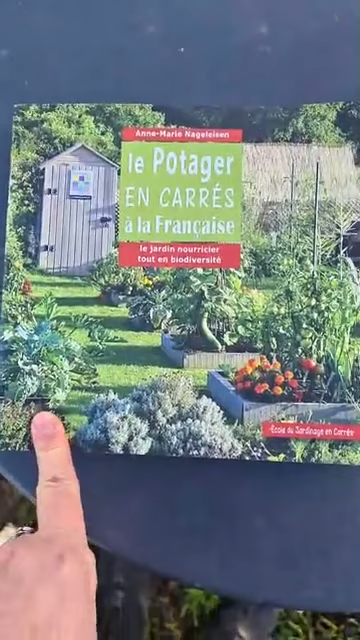 Anne-Marie Nageleisen
le Potager
EN CARRÉS
à la Française
le jardin nourricier
tout en biodiversité
École du Jardinage en Carrés